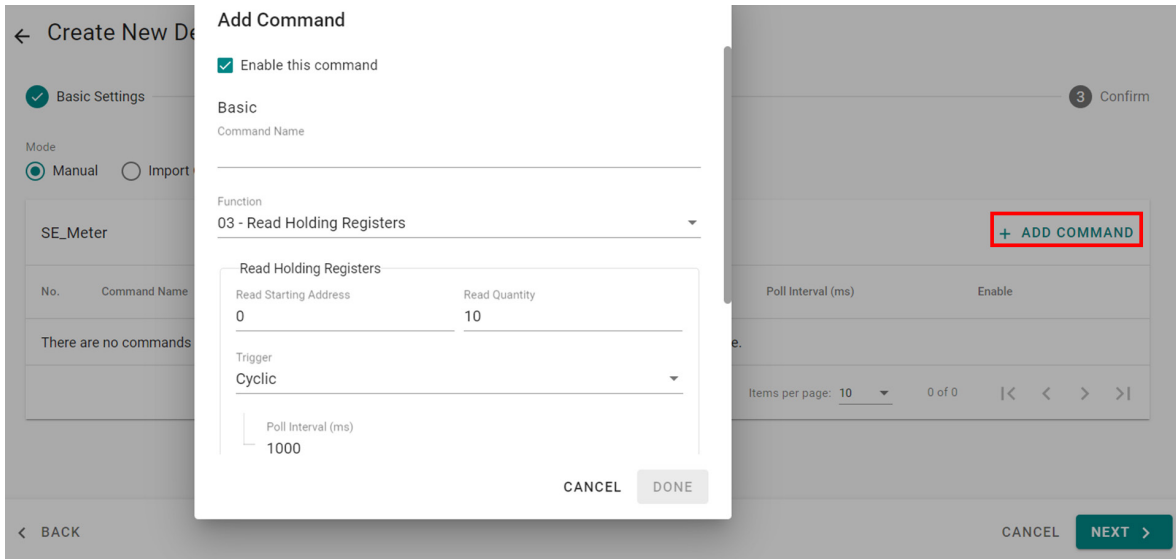 Create New De
Add Command
Enable this command
Basic Settings
3 Confirm
Basic
Command Name
Mode
Manual Import
Function
03 - Read Holding Registers
SE_Meter
+ ADD COMMAND
Read Holding Registers
Read Starting Address Read Quantity
0 10
No. Command Name Poll Interval (ms) Enable
There are no commands e.
Trigger
Cyclic
Items per page: 10 0 of 0
Poll Interval (ms)
1000
CANCEL DONE
BACK CANCEL NEXT